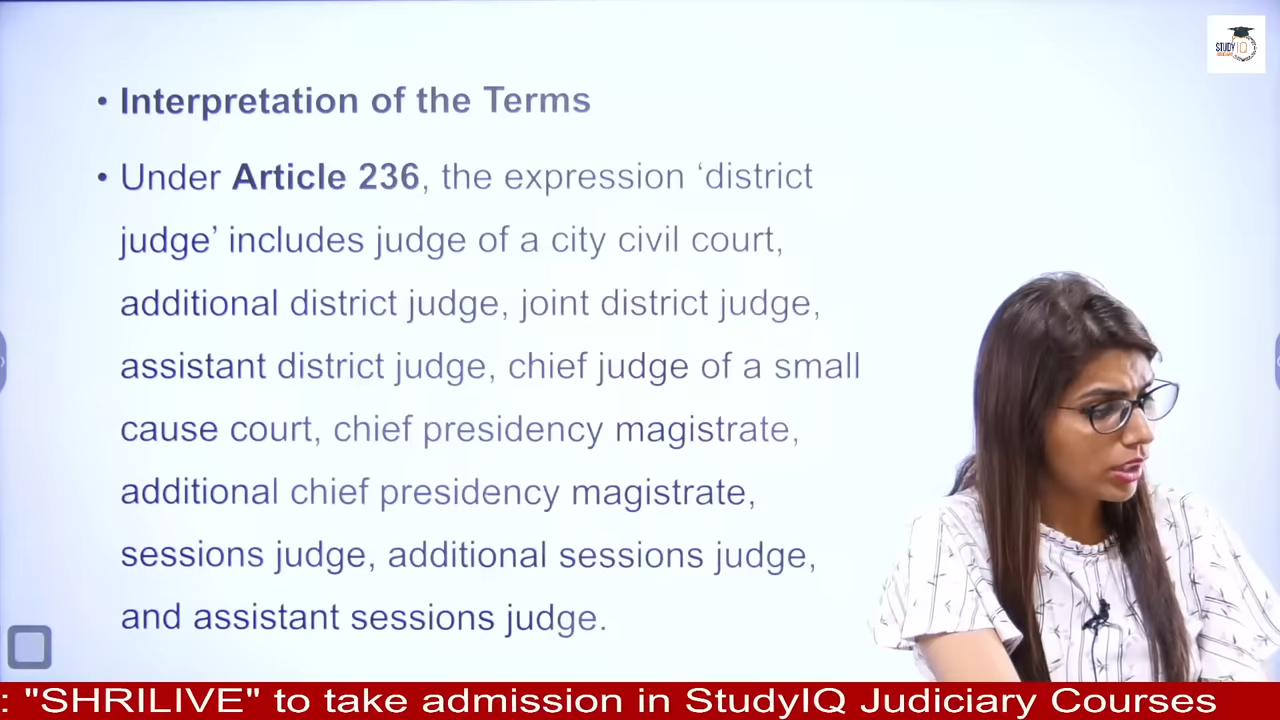 STUDY IQ
• Interpretation of the Terms
• Under Article 236, the expression ‘district
judge’ includes judge of a city civil court,
additional district judge, joint district judge,
assistant district judge, chief judge of a small
cause court, chief presidency magistrate,
additional chief presidency magistrate,
sessions judge, additional sessions judge,
and assistant sessions judge.
: "SHRILIVE" to take admission in StudyIQ Judiciary Courses